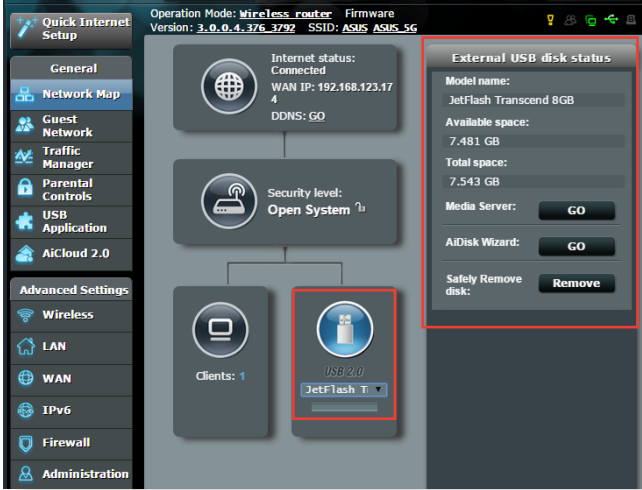 Quick Internet
Setup
Operation Mode: Wireless router Firmware
Version: 3.0.0.4.376_3792 SSID: ASUS ASUS_5G
General
Network Map
Guest
Network
Traffic
Manager
Parental
Controls
USB
Application
AiCloud 2.0
Advanced Settings
Wireless
LAN
WAN
IPv6
Firewall
Administration
Internet status:
Connected
WAN IP: 192.168.123.17
4
DDNS: GO
Security level:
Open System
Clients: 1
USB 2.0
JetFlash T
External USB disk status
Model name:
JetFlash Transcend 8GB
Available space:
7.481 GB
Total space:
7.543 GB
Media Server: GO
AiDisk Wizard: GO
Safely Remove
disk: Remove